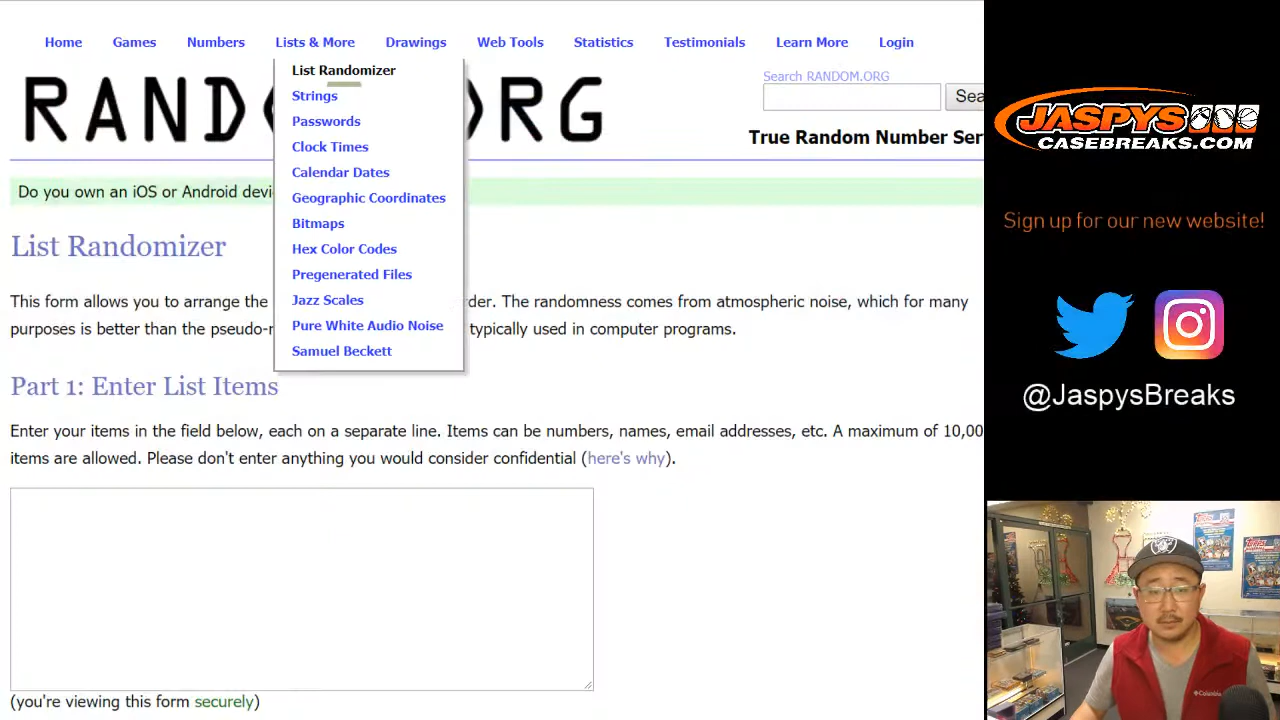 Home Games Numbers Lists & More Drawings Web Tools Statistics Testimonials Learn More Login
List Randomizer
Strings
Passwords
Clock Times
Calendar Dates
Geographic Coordinates
Bitmaps
Hex Color Codes
Pregenerated Files
Jazz Scales
Pure White Audio Noise
Samuel Beckett
RAND ORG
Search RANDOM.ORG
Sea
True Random Number Ser
Do you own an iOS or Android devi
List Randomizer
This form allows you to arrange the rder. The randomness comes from atmospheric noise, which for many
purposes is better than the pseudo-r typically used in computer programs.
Part 1: Enter List Items
Enter your items in the field below, each on a separate line. Items can be numbers, names, email addresses, etc. A maximum of 10,00
items are allowed. Please don't enter anything you would consider confidential (here's why).
(you're viewing this form securely)
JASPYS
CASEBREAKS.COM
Sign up for our new website!
@JaspysBreaks
Topps
Columbia